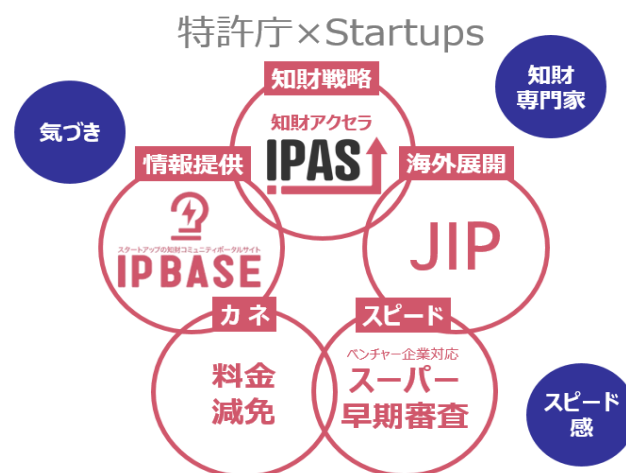 特許庁×Startups
知財戦略
知財アクセラ
IPAS
知財
専門家
気づき
情報提供
スタートアップの知財コミュニティポータルサイト
IP BASE
海外展開
JIP
カネ
料金
減免
スピード
ベンチャー企業対応
スーパー
早期審査
スピード
感